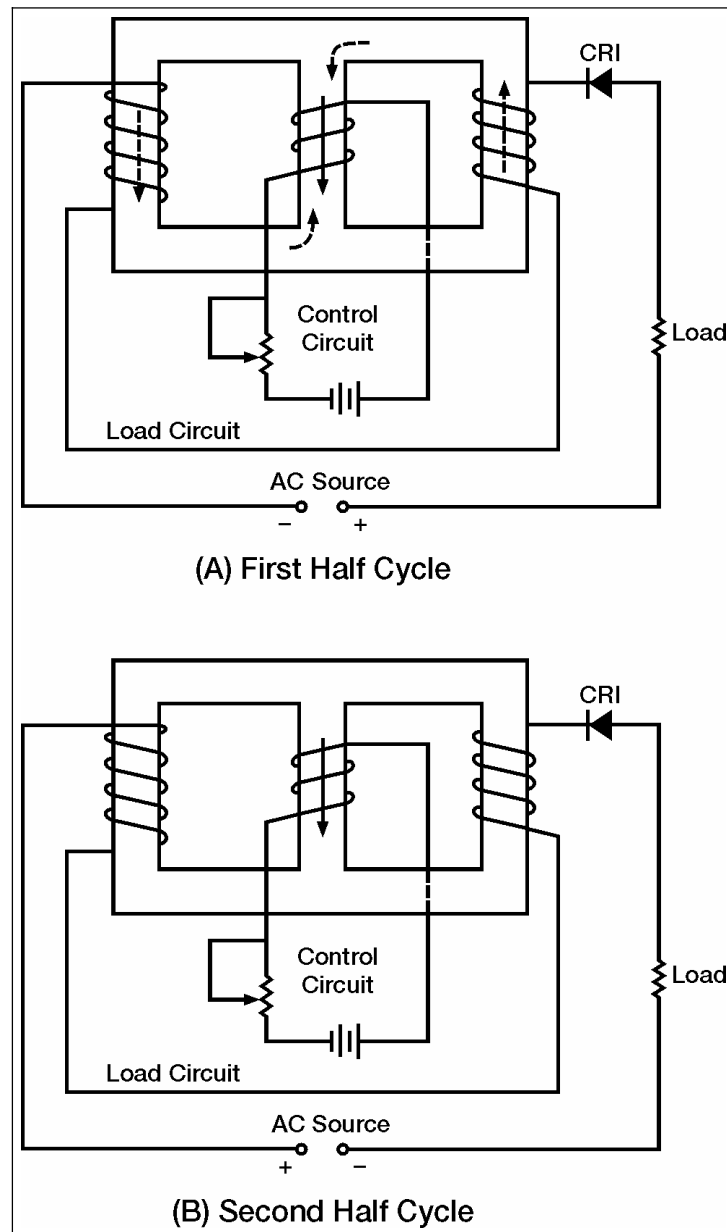 CRI
Control
Circuit
Load
Load Circuit
AC Source
− +
(A) First Half Cycle
CRI
Control
Circuit
Load
Load Circuit
AC Source
+ −
(B) Second Half Cycle